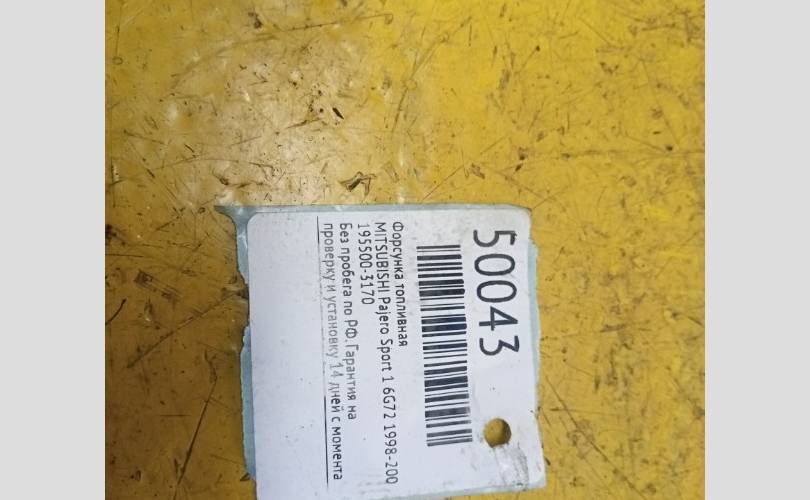 50043
Форсунка топливная
MITSUBISHI Pajero Sport 1 6G72 1998-200
195500-3170
Без пробега по РФ. Гарантия на
проверку и установку 14 дней с момента